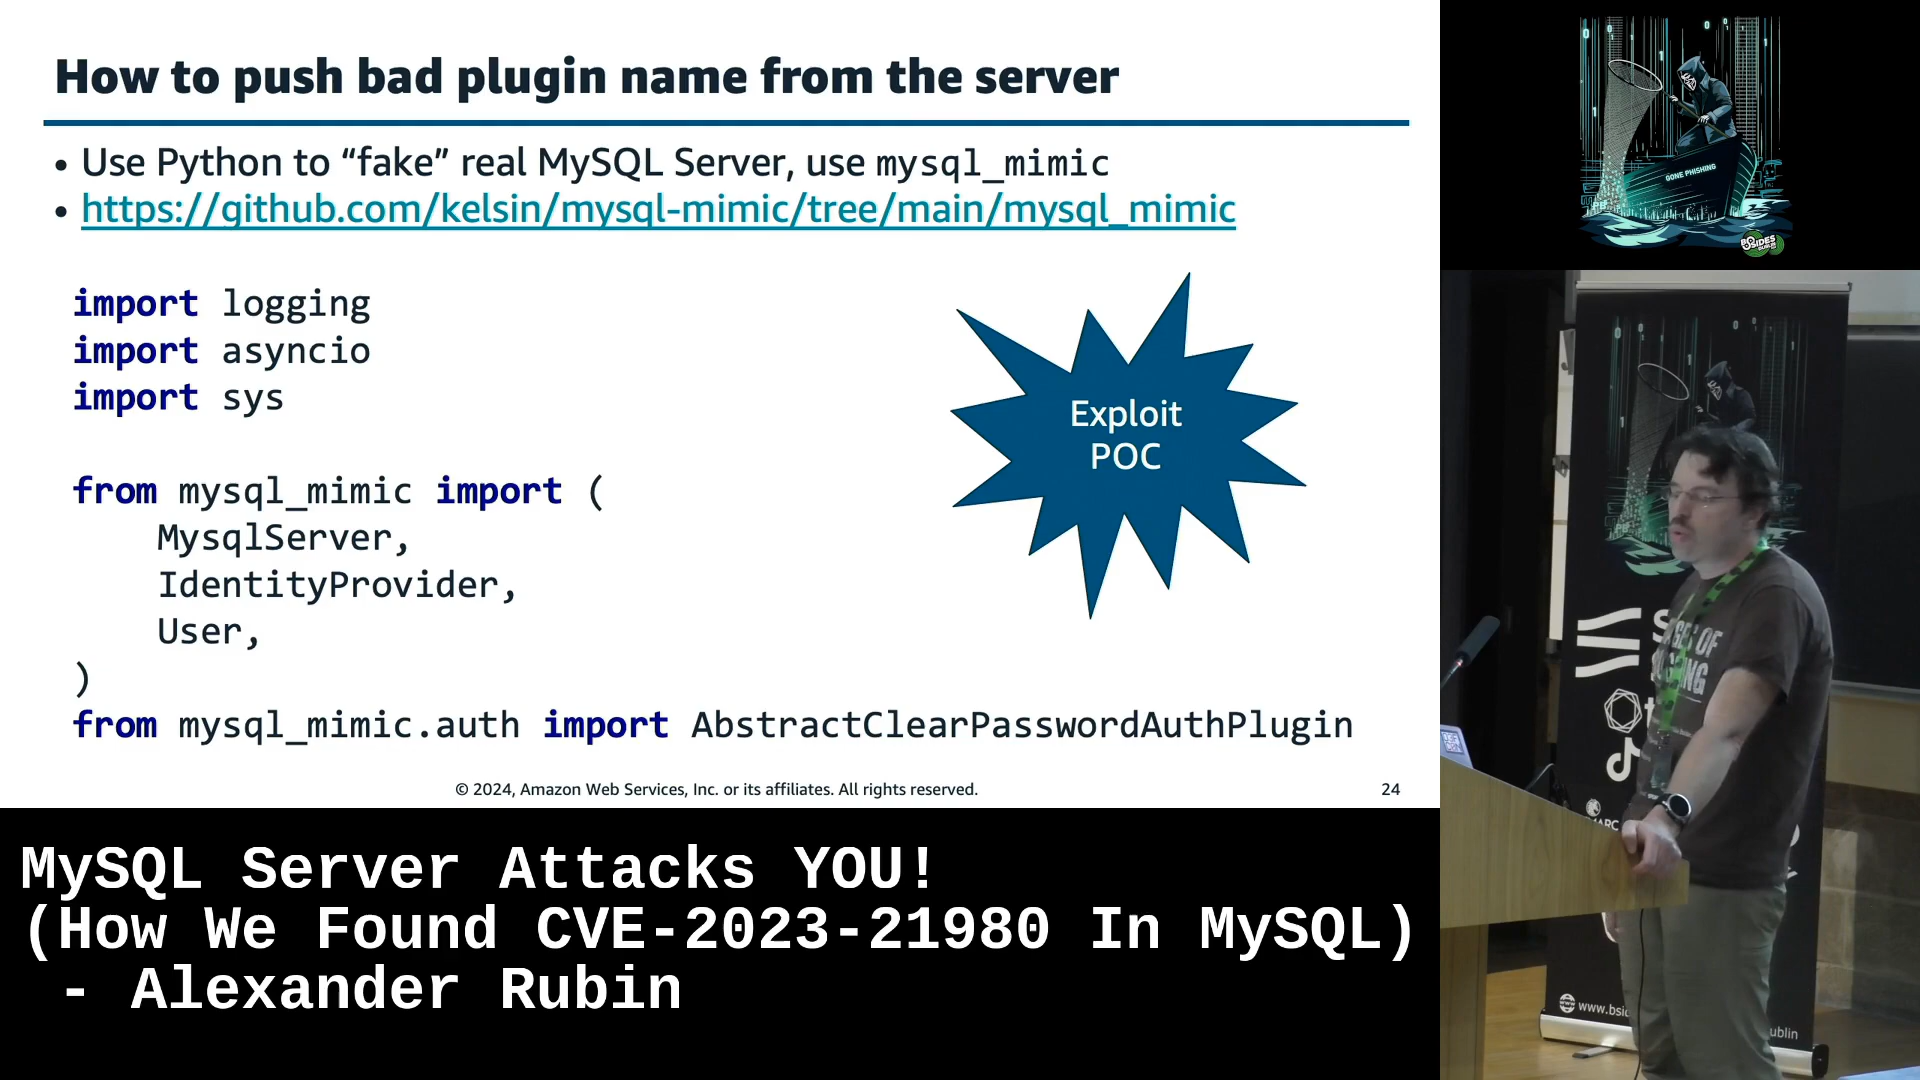 How to push bad plugin name from the server
• Use Python to “fake” real MySQL Server, use mysql_mimic
• https://github.com/kelsin/mysql-mimic/tree/main/mysql_mimic
import logging
import asyncio
import sys
from mysql_mimic import (
MysqlServer,
IdentityProvider,
User,
)
from mysql_mimic.auth import AbstractClearPasswordAuthPlugin
Exploit
POC
© 2024, Amazon Web Services, Inc. or its affiliates. All rights reserved.
24
GONE PHISHING
BSIDES
MySQL Server Attacks YOU!
(How We Found CVE-2023-21980 In MySQL)
- Alexander Rubin